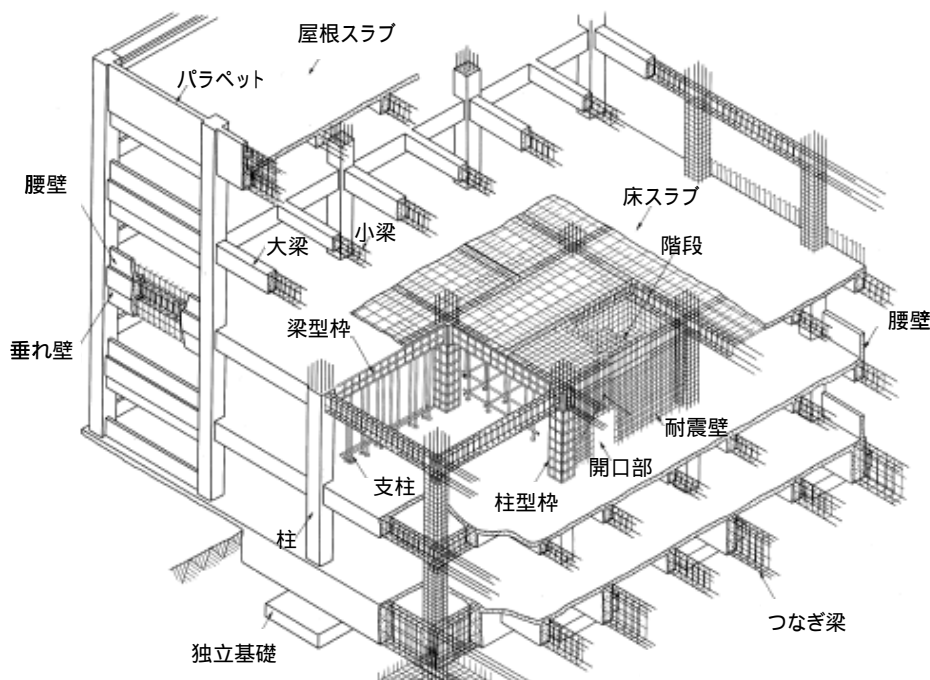 屋根スラブ
パラペット
腰壁
床スラブ
小梁
大梁
階段
梁型枠
腰壁
垂れ壁
耐震壁
開口部
支柱
柱型枠
柱
つなぎ梁
独立基礎